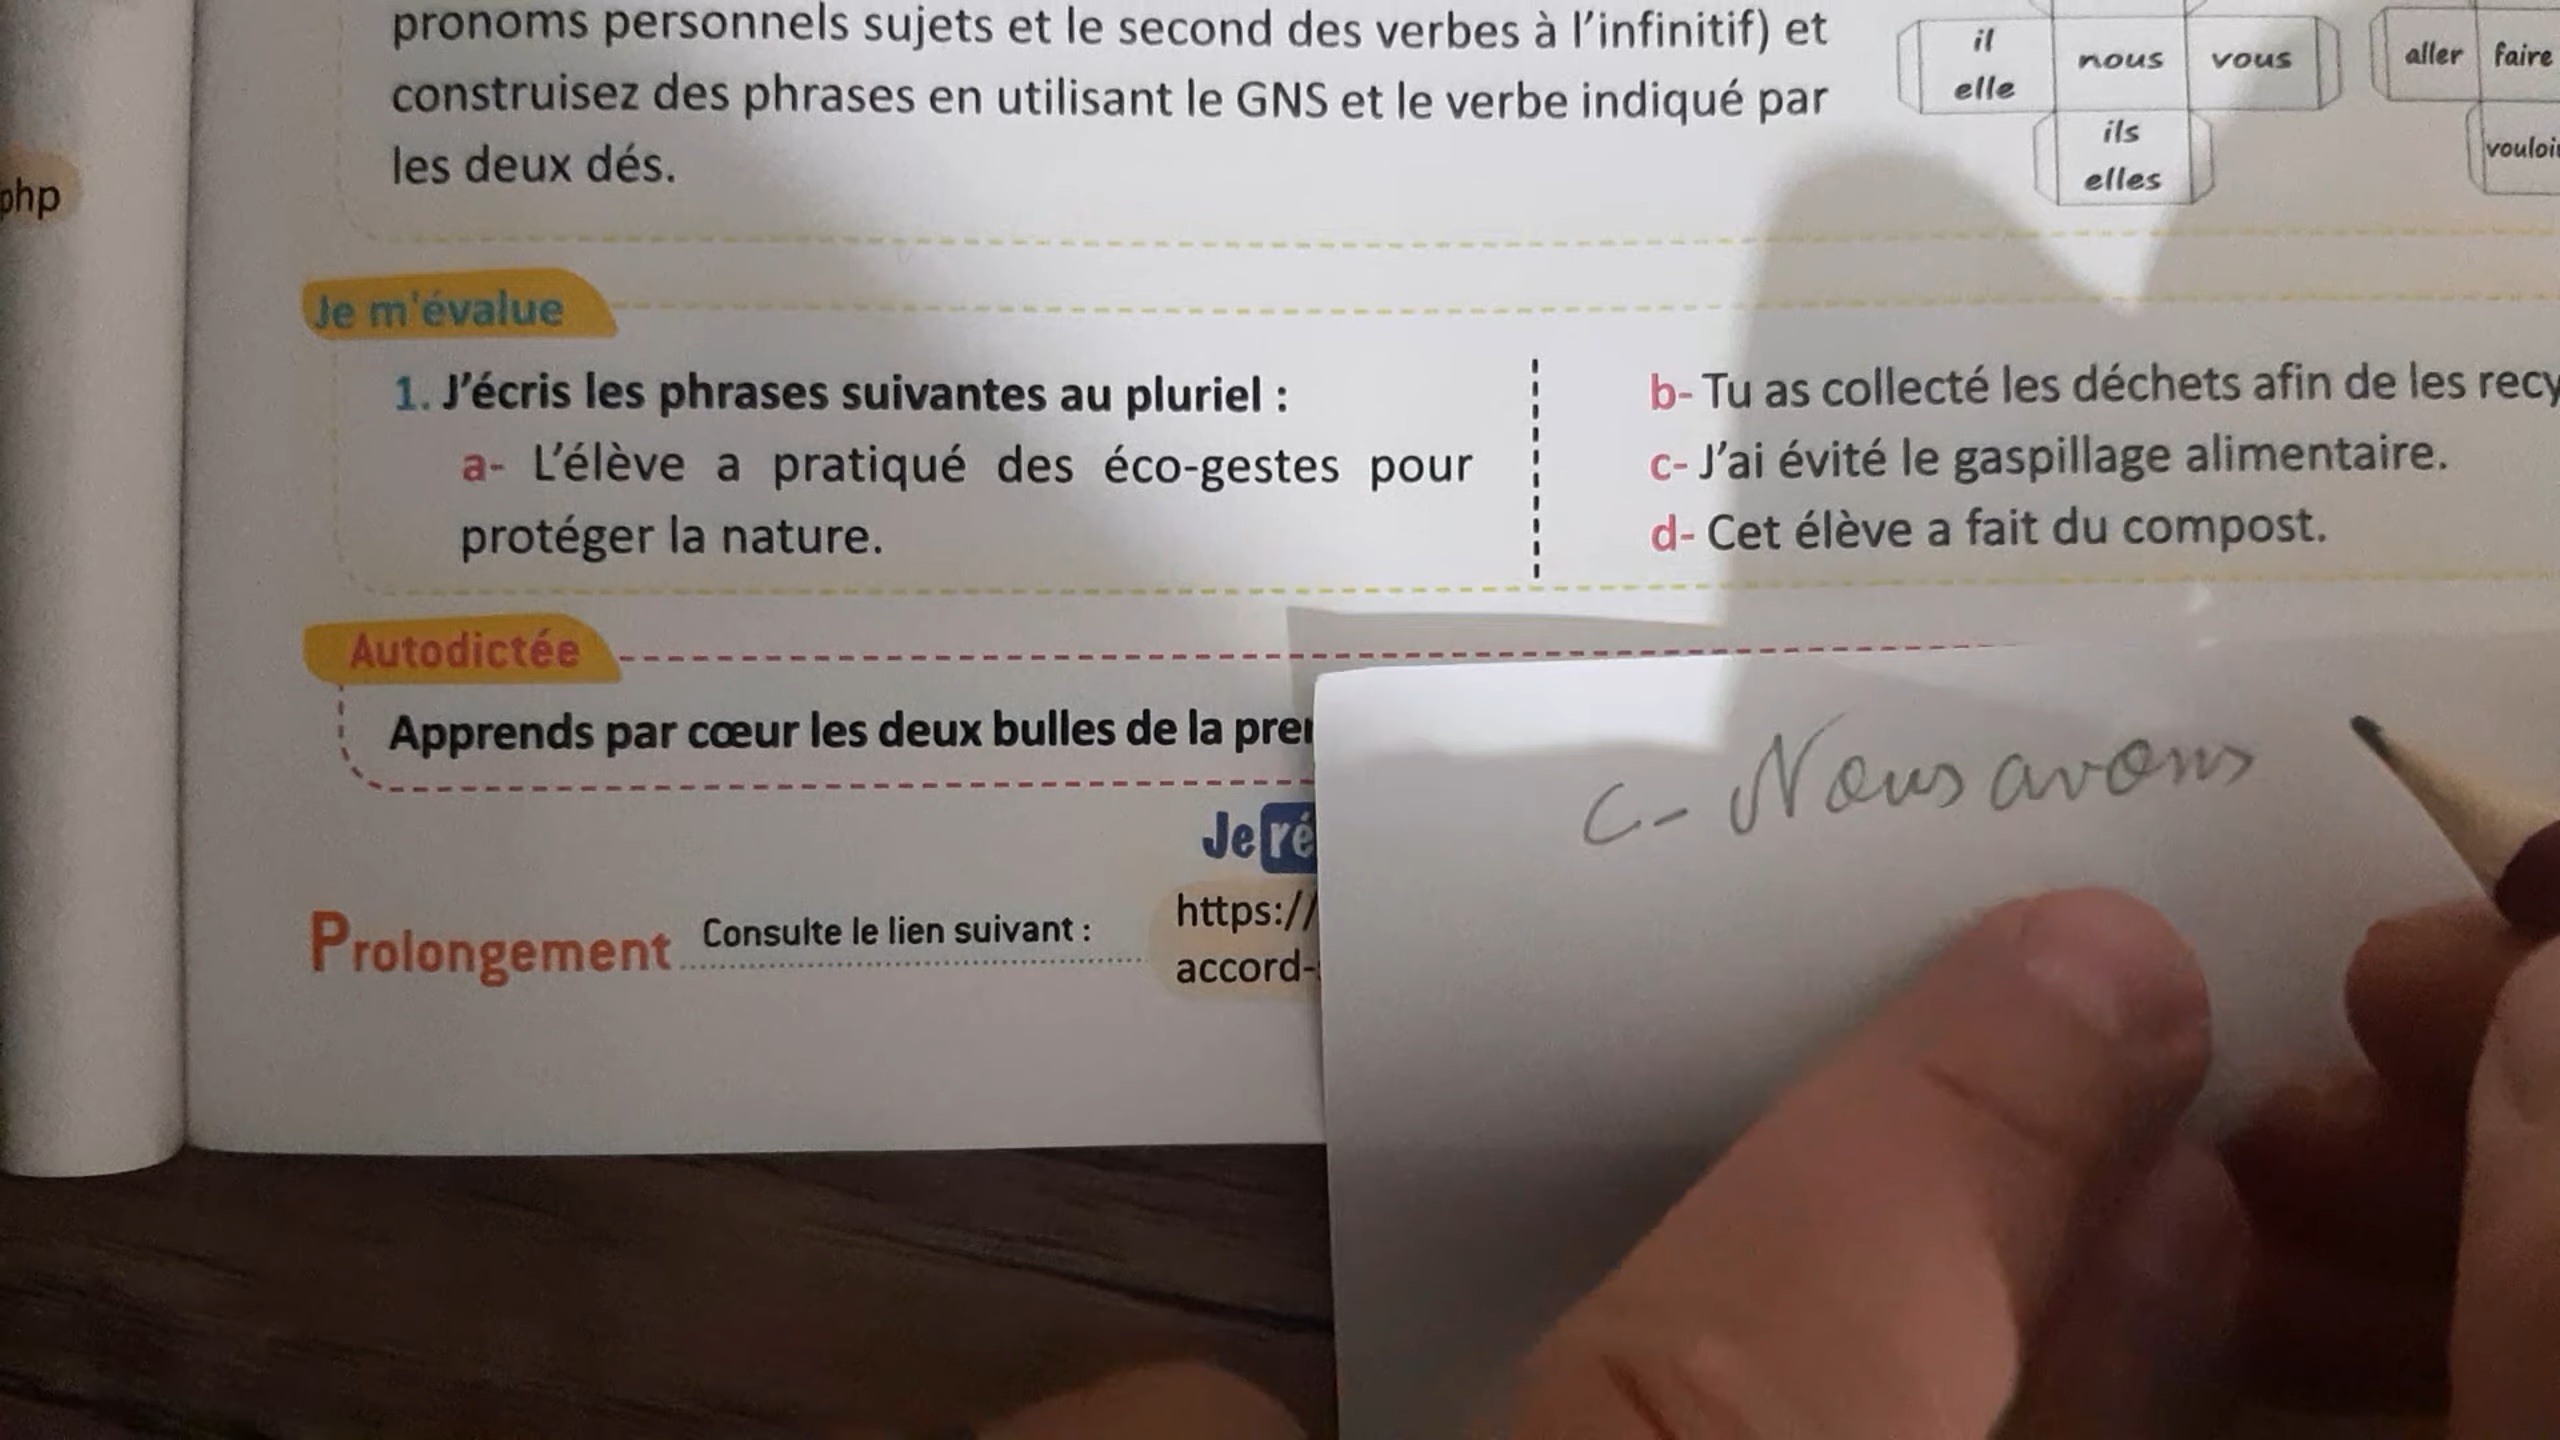 pronoms personnels sujets et le second des verbes à l'infinitif) et
construisez des phrases en utilisant le GNS et le verbe indiqué par
les deux dés.
il
elle
nous
vous
ils
elles
aller
faire
php
Je m'évalue
1. J'écris les phrases suivantes au pluriel :
a- L'élève a pratiqué des éco-gestes pour
protéger la nature.
b- Tu as collecté les déchets afin de les
c- J'ai évité le gaspillage alimentaire.
d- Cet élève a fait du compost.
Autodictée
Apprends par cœur les deux bulles de la
c- Nous avons
Je ré
Prolongement Consulte le lien suivant :
https://
accord-